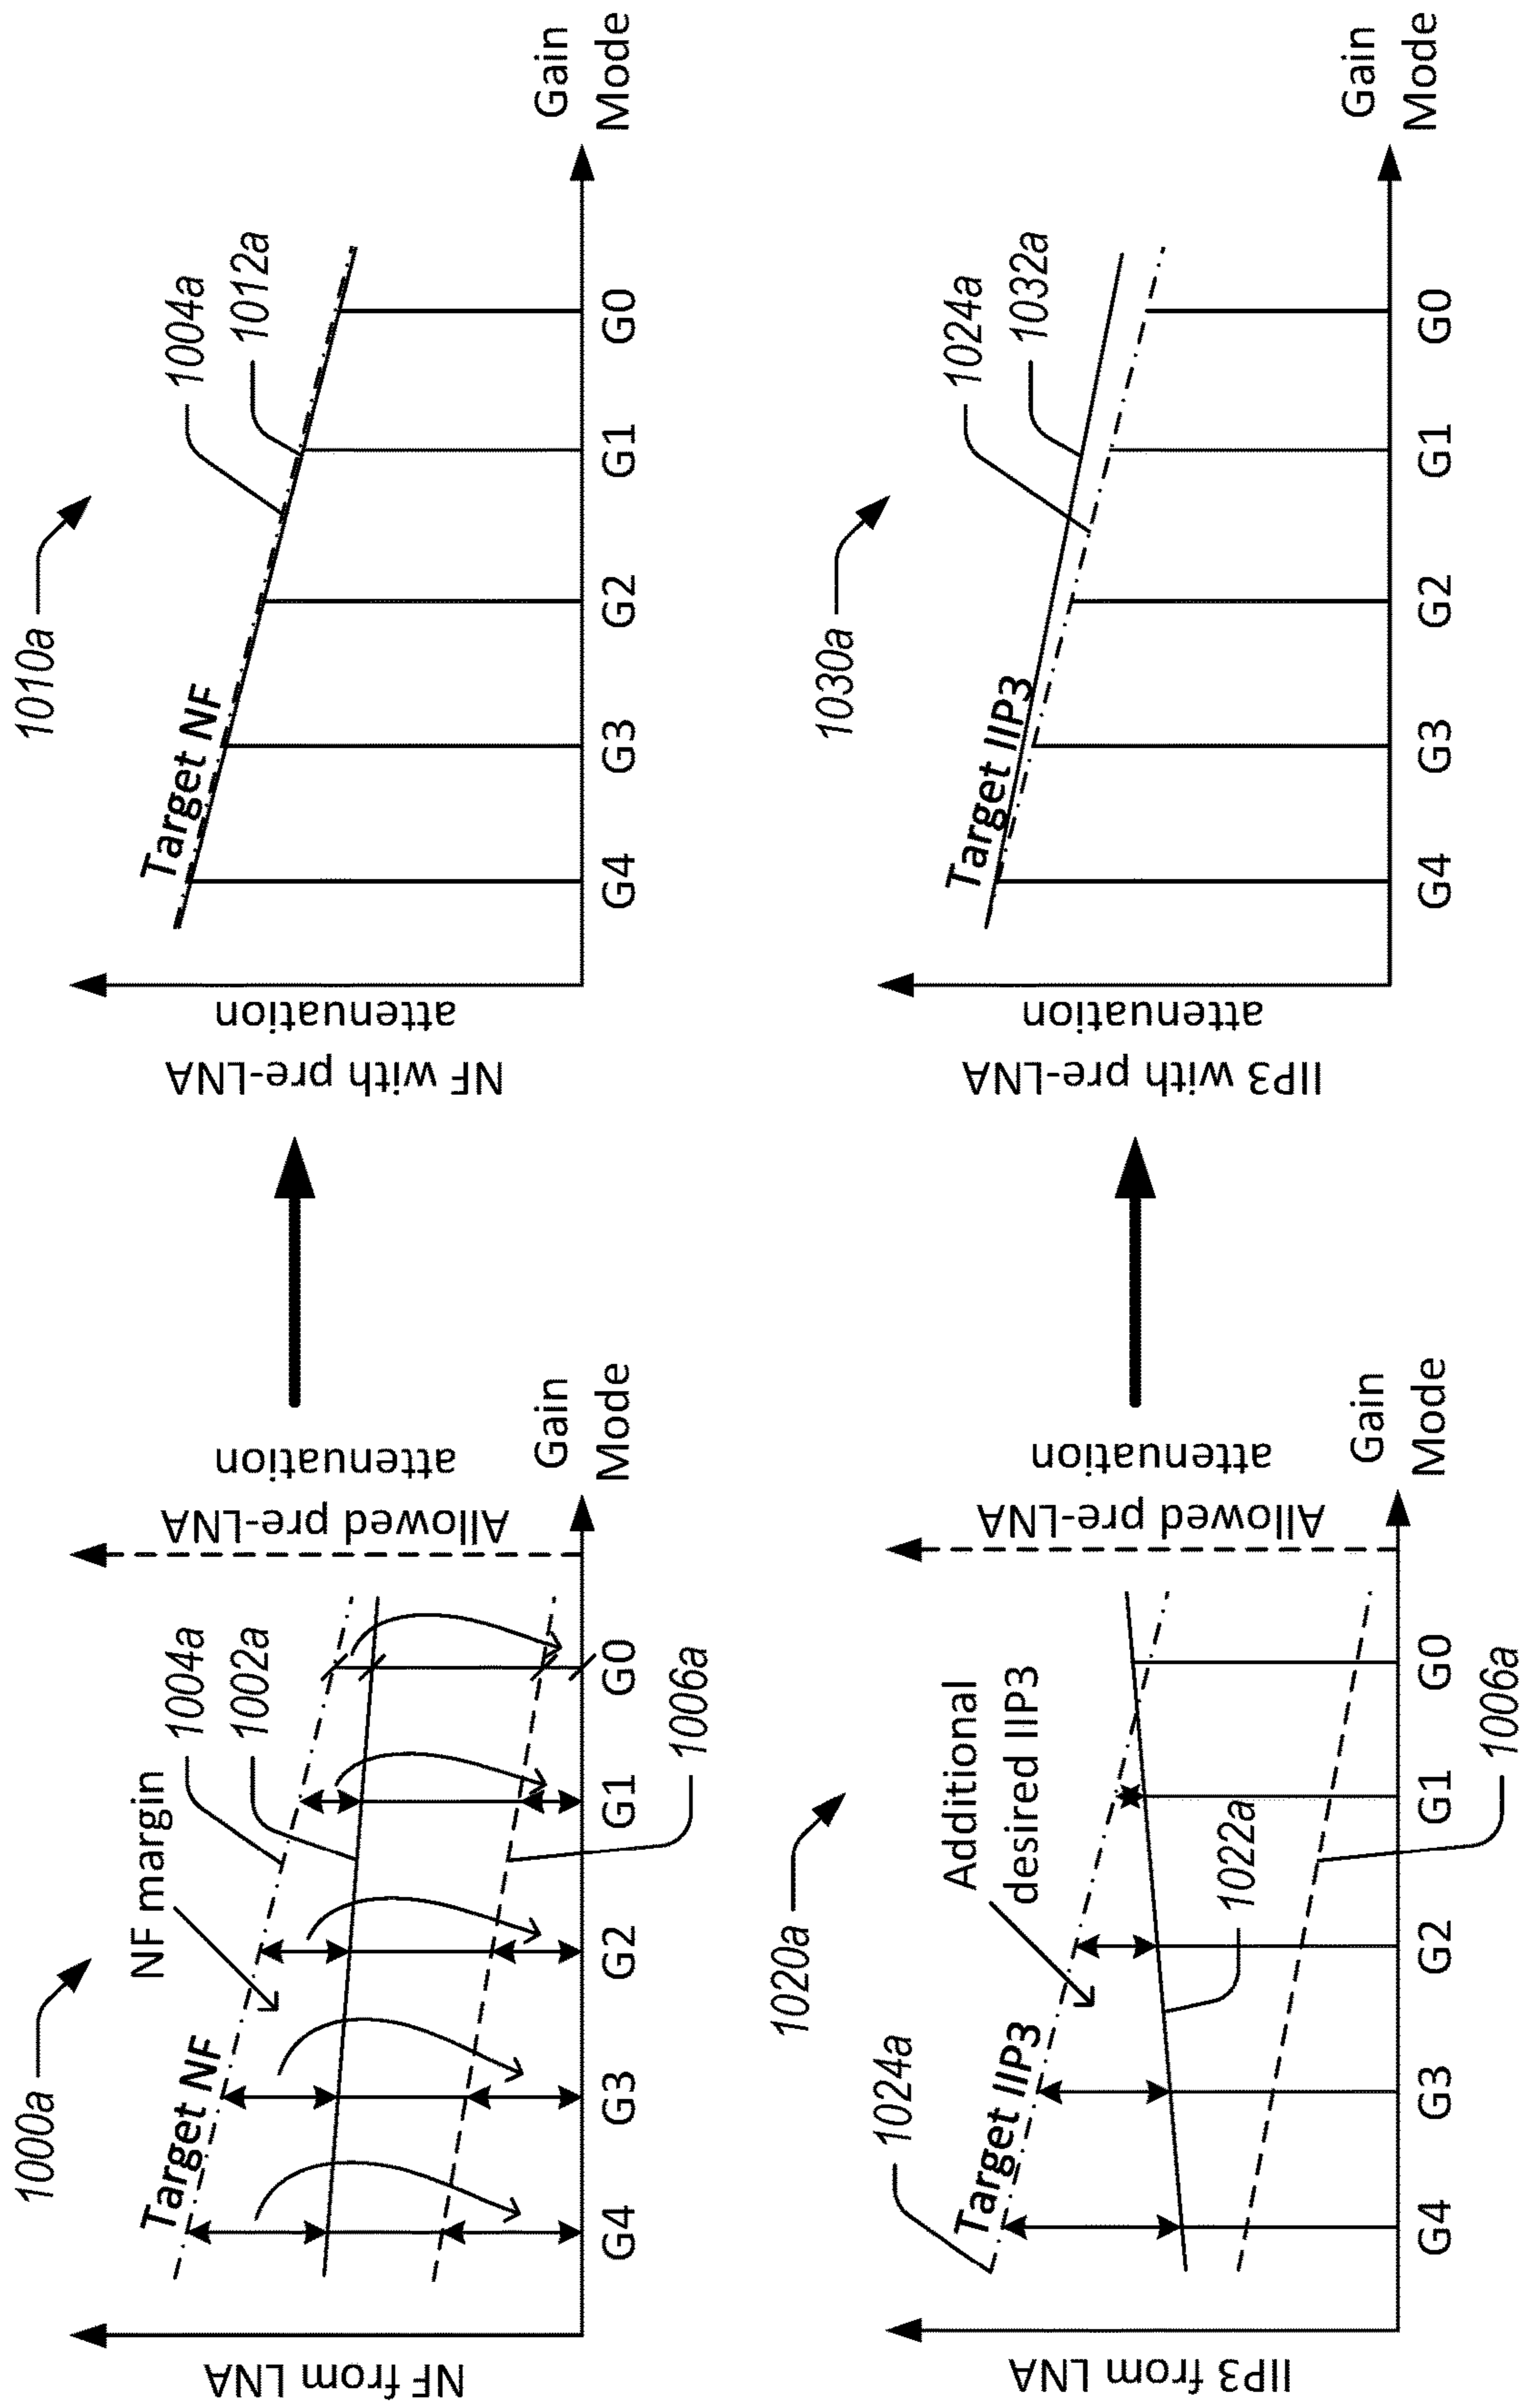 1000a
NF margin
1004a
1002a
Target NF
NF from LNA
G4
G3
G2
G1
G0
1006a
Gain
Mode
Allowed pre-LNA
attenuation
1010a
1004a
1012a
Target NF
NF with pre-LNA
attenuation
G4
G3
G2
G1
G0
Gain
Mode
1020a
1024a
Additional
desired IIP3
Target IIP3
1022a
IIP3 from LNA
G4
G3
G2
G1
G0
1006a
Gain
Mode
Allowed pre-LNA
attenuation
1030a
1024a
1032a
Target IIP3
IIP3 with pre-LNA
attenuation
G4
G3
G2
G1
G0
Gain
Mode